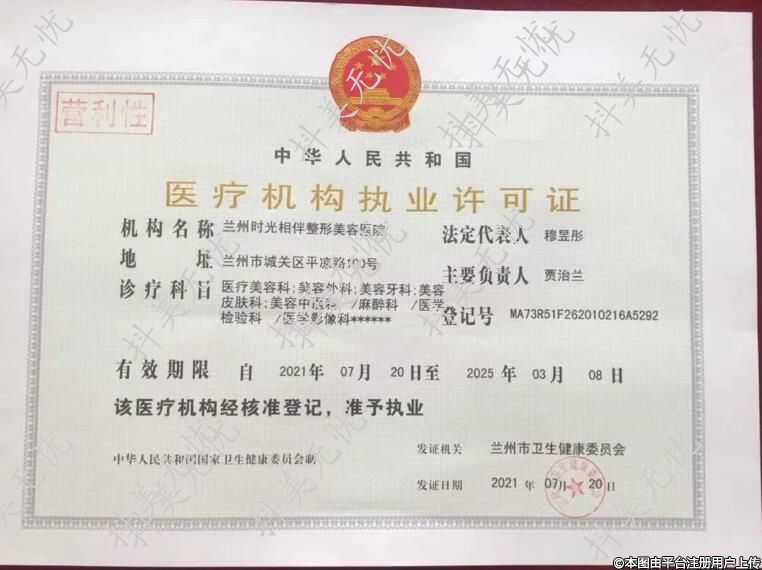 营利性
中华人民共和国
医疗机构执业许可证
机构名称 兰州时光相伴整形美容医院
法定代表人 穆昱彤
地址 兰州市城关区平凉路190号
主要负责人 贾治兰
诊疗科目 医疗美容科;美容外科;美容牙科;美容
皮肤科;美容中医科 /麻醉科 /医学
检验科 /医学影像科******
登记号 MA73R51F262010216A5292
有效期限 自 2021年 07月 20日至 2025年 03月 08日
该医疗机构经核准登记，准予执业
中华人民共和国国家卫生健康委员会制
发证机关 兰州市卫生健康委员会
发证日期 2021年 07月 20日
抖美无忧
©本图由平台注册用户上传